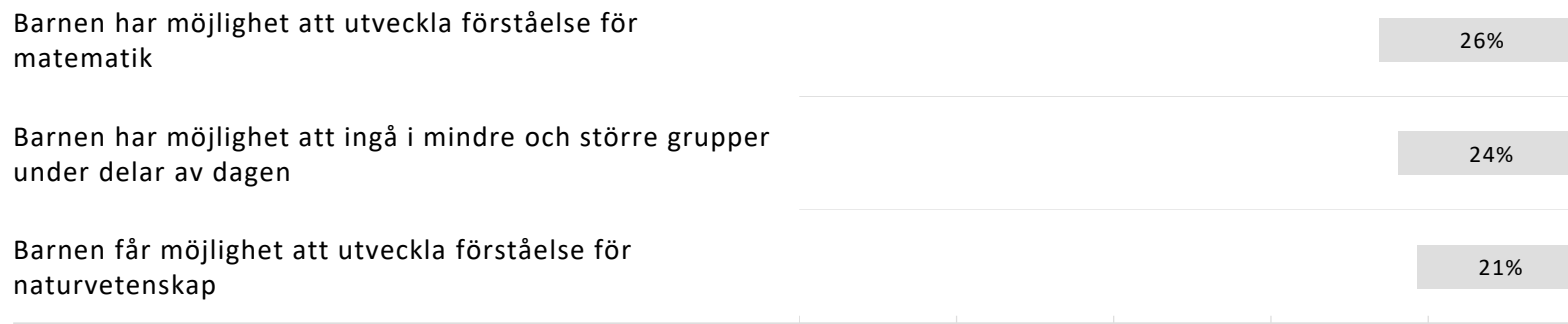 Barnen har möjlighet att utveckla förståelse för
matematik
26%
Barnen har möjlighet att ingå i mindre och större grupper
under delar av dagen
24%
Barnen får möjlighet att utveckla förståelse för
naturvetenskap
21%